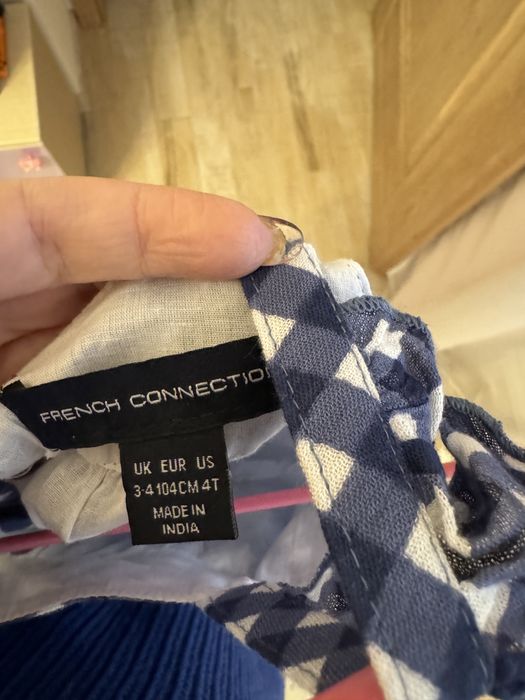 FRENCH CONNECTION
UK EUR US
3-4 104CM 4T
MADE IN
INDIA